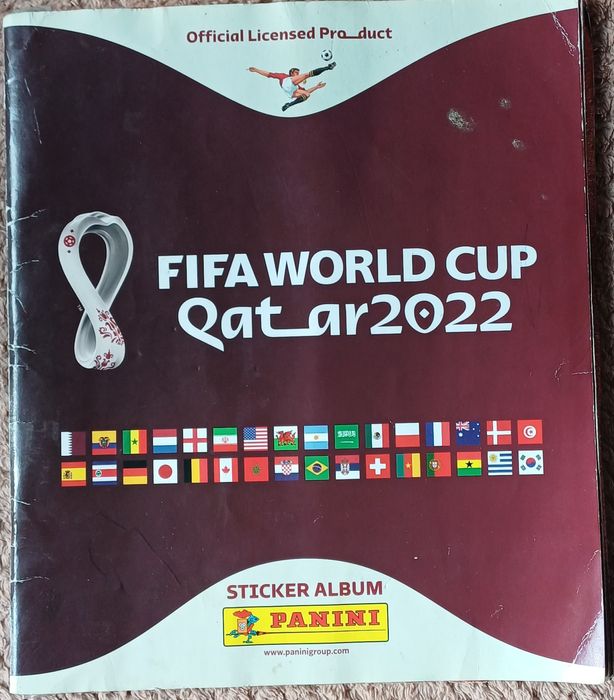 Official Licensed Product
FIFA WORLD CUP
Qatar2022
STICKER ALBUM
PANINI
www.paninigroup.com